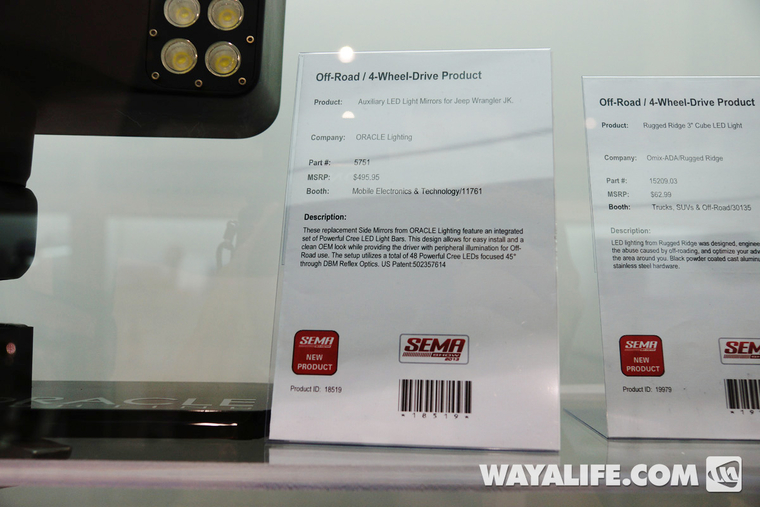 Off-Road / 4-Wheel-Drive Product
Product: Auxiliary LED Light Mirrors for Jeep Wrangler JK.
Company: ORACLE Lighting
Part #: 5751
MSRP: $495.95
Booth: Mobile Electronics & Technology/11761
Description:
These replacement Side Mirrors from ORACLE Lighting feature an integrated
set of Powerful Cree LED Light Bars. This design allows for easy install and a
clean OEM look while providing the driver with peripheral illumination for Off-
Road use. The setup utilizes a total of 48 Powerful Cree LEDs focused 45"
through DBM Reflex Optics. US Patent:502357614
SEMA
NEW
PRODUCT
SEMA
2013
Product ID: 18519
*18519*
Off-Road / 4-Wheel-Drive Product
Product: Rugged Ridge 3" Cube LED Light
Company: Omix-ADA/Rugged Ridge
Part #: 15209.03
MSRP: $62.99
Booth: Trucks, SUVs & Off-Road/30135
Description:
LED lighting from Rugged Ridge was designed, engine
the abuse caused by off-roading, and optimize your
the area around you. Black powder coated cast
stainless steel hardware.
SEMA
NEW
PRODUCT
SEM
Product ID: 19979
*19
ORACLE
WAYALIFE.COM